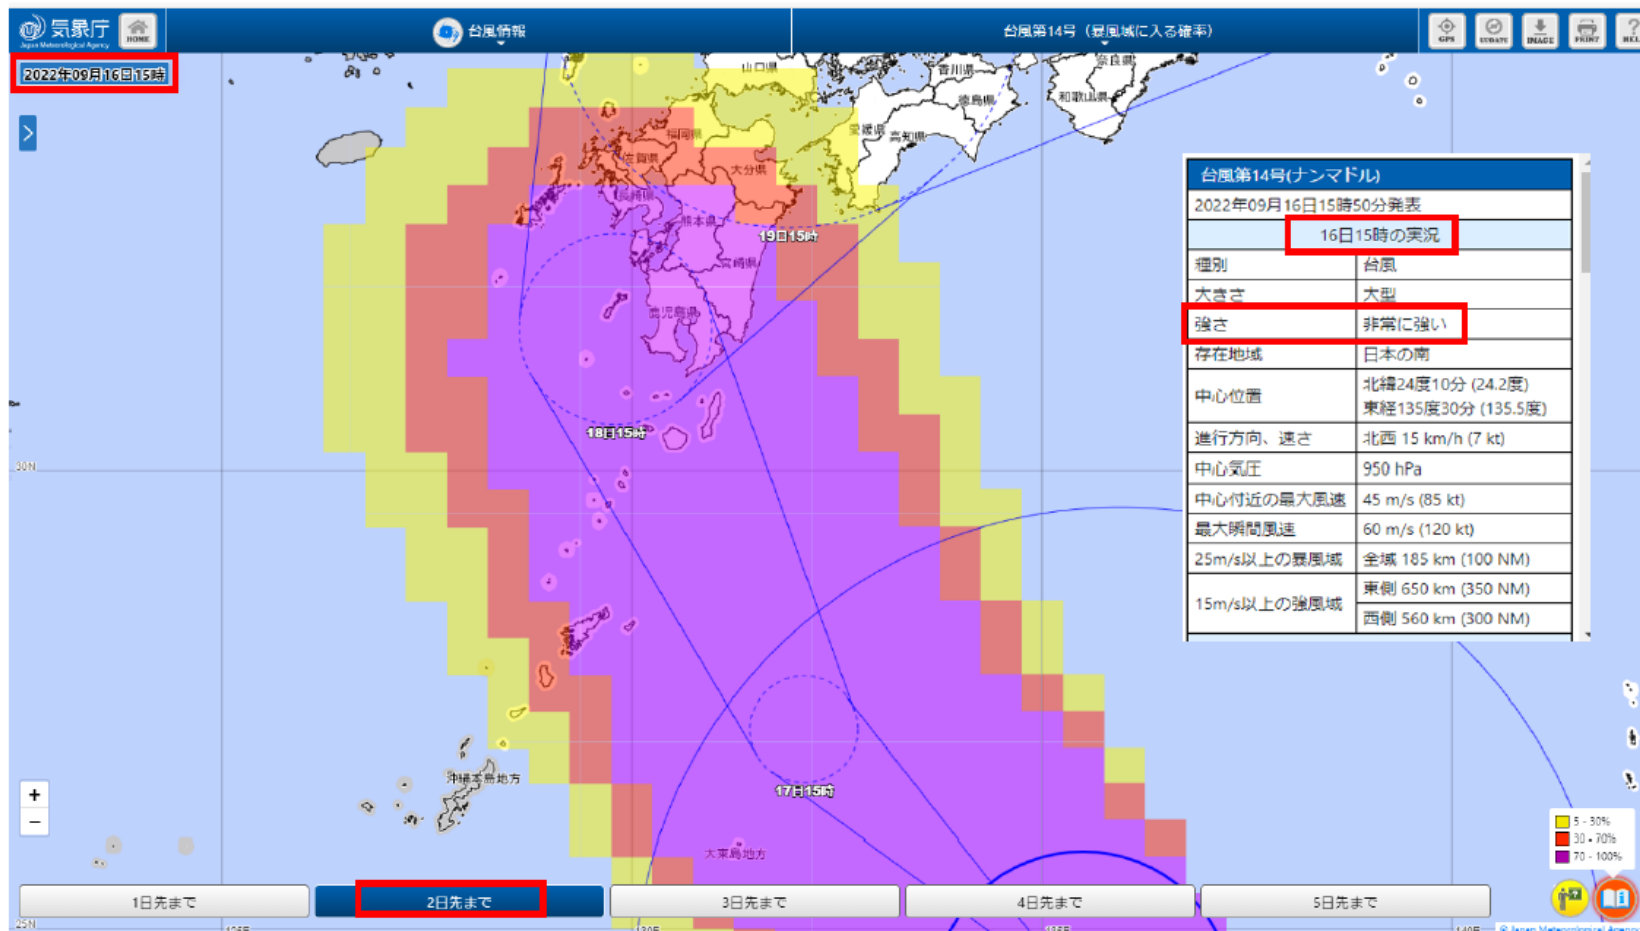 気象庁
Japan Meteorological Agency
HOME
台風情報
台風第14号（暴風域に入る確率）
GPS
UPDATE
IMAGE
PRINT
2022年09月16日15時
山口県
香川県
奈良県
徳島県
和歌山県
愛媛県
高知県
福岡県
佐賀県
大分県
長崎県
熊本県
宮崎県
鹿児島県
19日15時
18日15時
17日15時
30N
沖縄本島地方
大東島地方
台風第14号(ナンマドル)
2022年09月16日15時50分発表
16日15時の実況
種別 台風
大きさ 大型
強さ 非常に強い
存在地域 日本の南
中心位置 北緯24度10分 (24.2度)
東経135度30分 (135.5度)
進行方向、速さ 北西 15 km/h (7 kt)
中心気圧 950 hPa
中心付近の最大風速 45 m/s (85 kt)
最大瞬間風速 60 m/s (120 kt)
25m/s以上の暴風域 全域 185 km (100 NM)
15m/s以上の強風域 東側 650 km (350 NM)
西側 560 km (300 NM)
+
−
5 - 30%
30 - 70%
70 - 100%
1日先まで
2日先まで
3日先まで
4日先まで
5日先まで
25N
© Japan Meteorological Agency